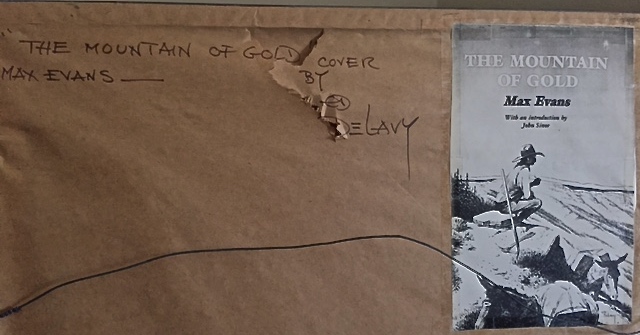 "THE MOUNTAIN OF GOLD COVER
MAX EVANS —
BY
DELAVY
THE MOUNTAIN
OF GOLD
Max Evans
With an introduction by
John Sinor